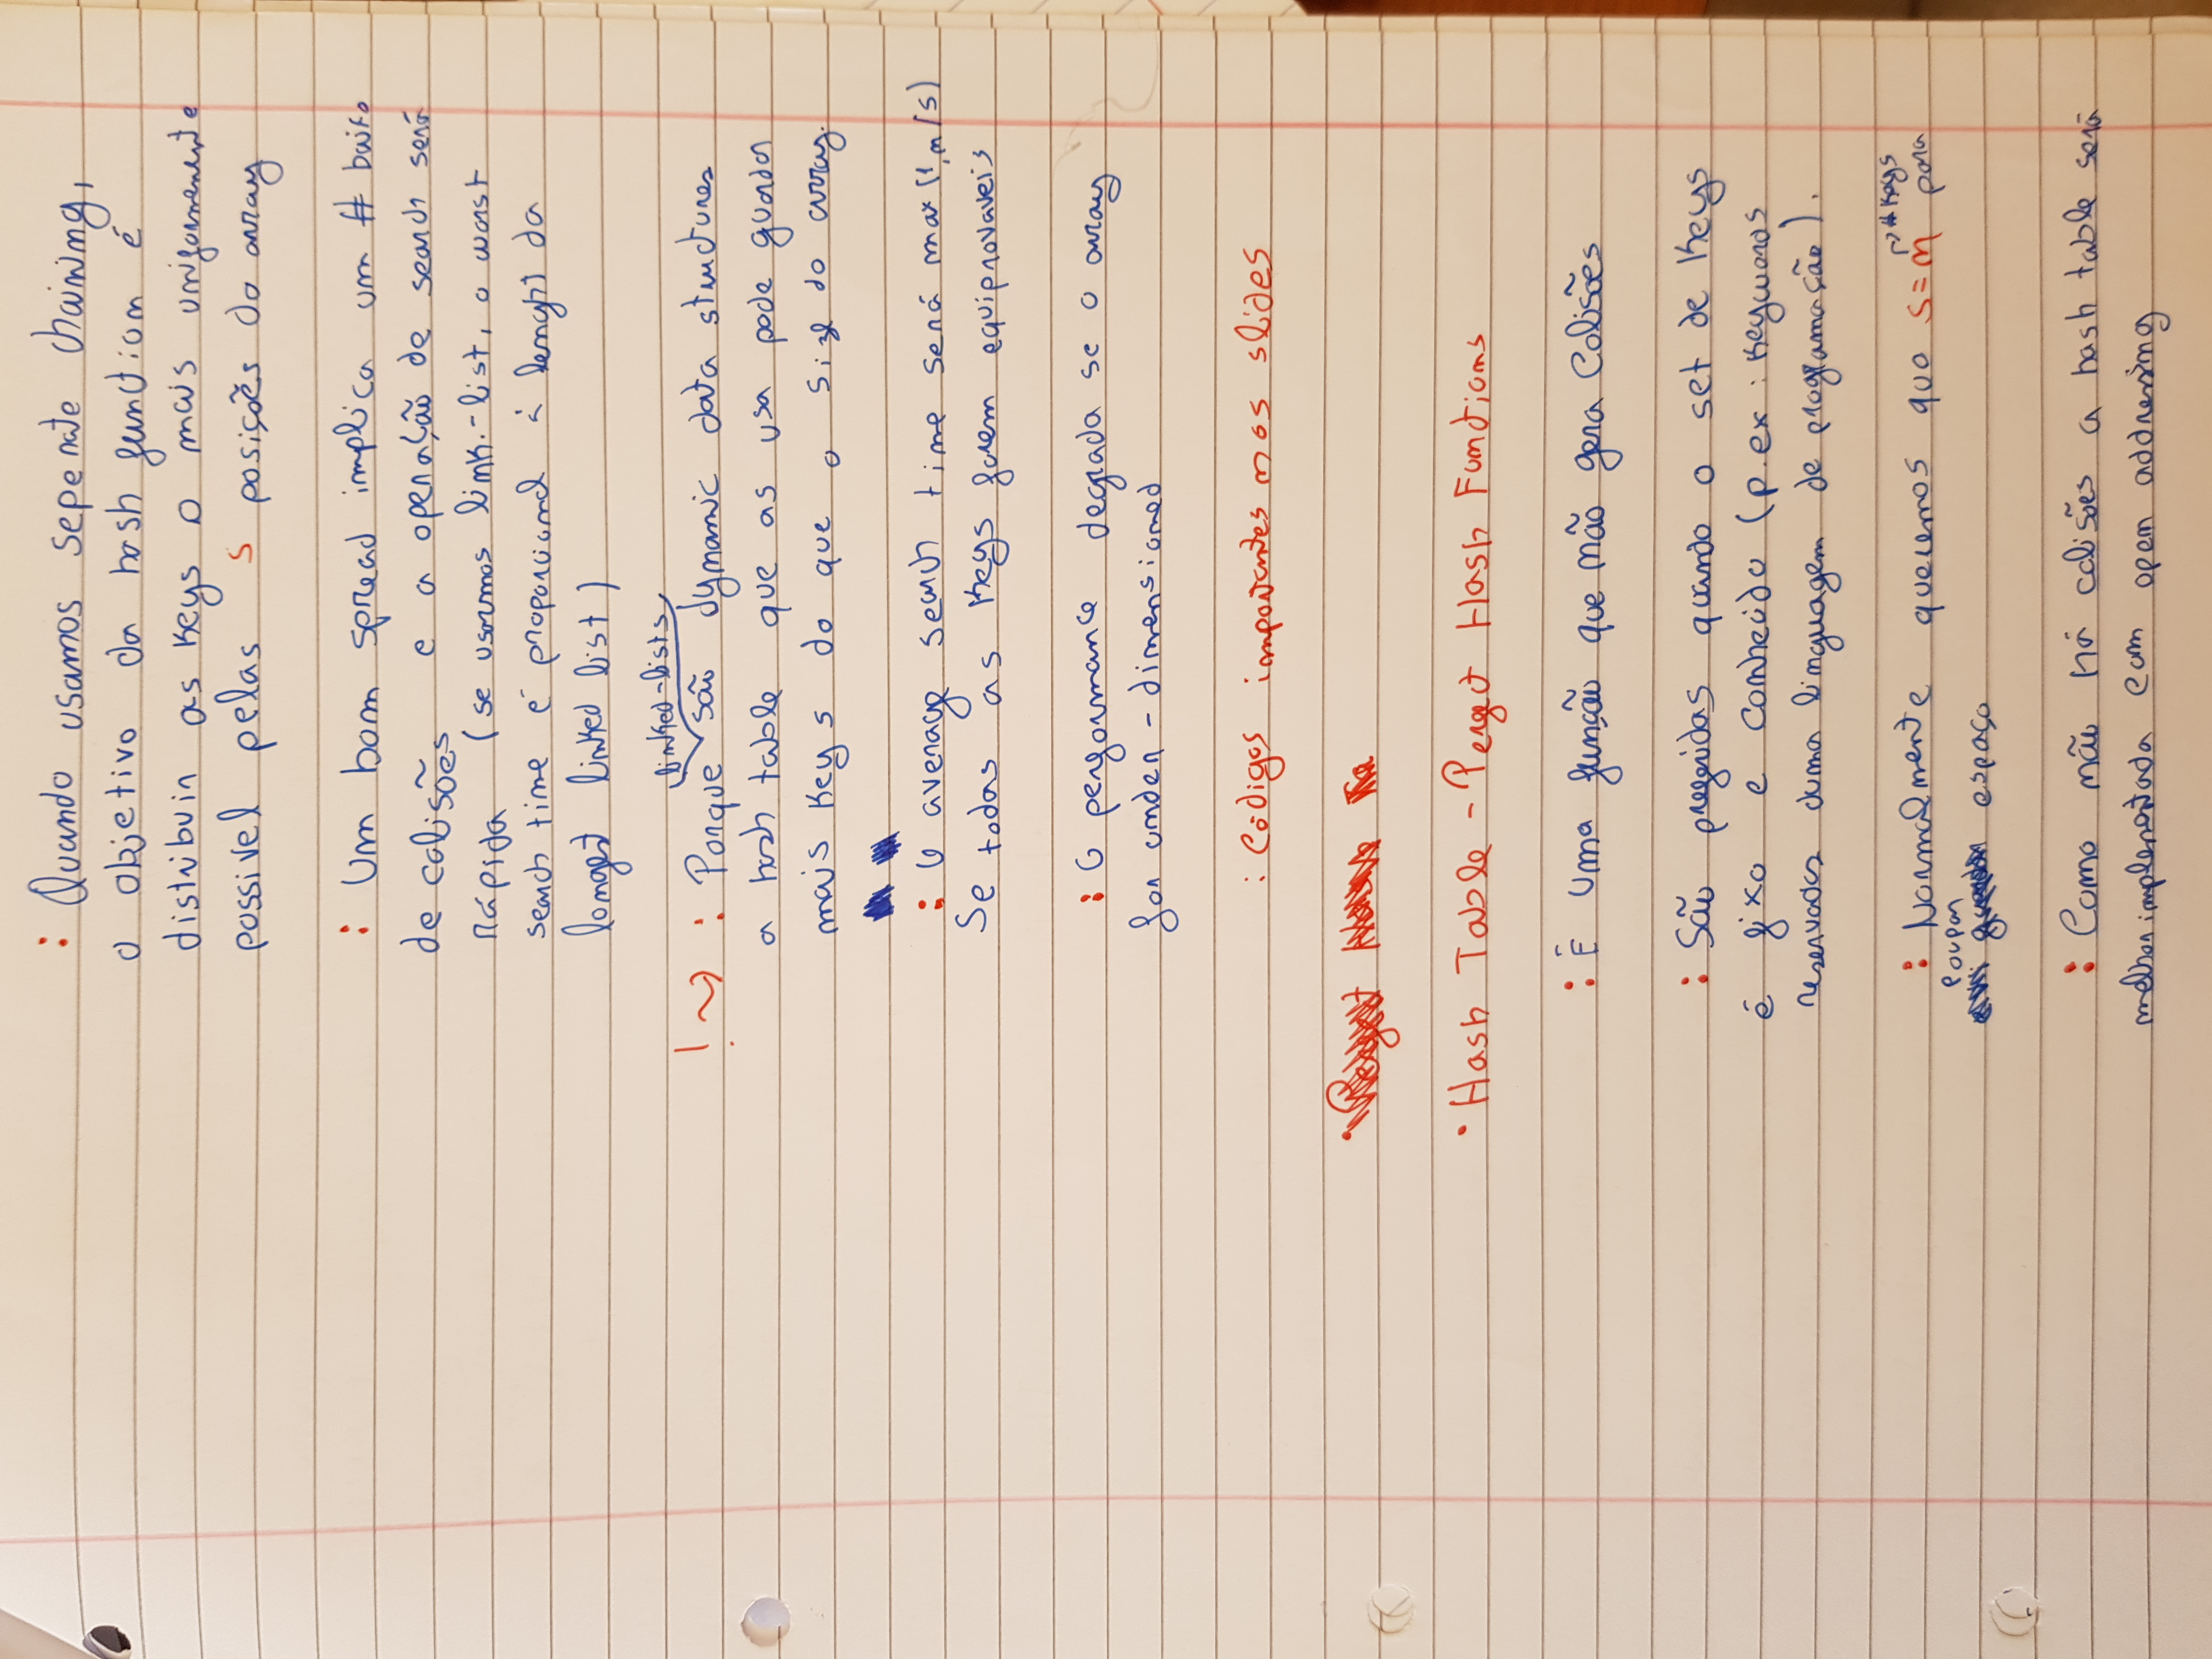 : Quando usamos seperate chaining,
o objetivo da hash function é
distribuir as keys o mais uniformemente
possivel pelas s posições do array
: Um bom spread implica um # baixo
de colisões e a operação de search será
rápida (se usarmos link.-list, o worst
search time é proporcional à lenght da
longest linked list)
linked-lists
! ~> : Porque são dynamic data structures
a hash table que as usa pode guardar
mais keys do que o size do array.
: O average search time será max(1,n/s)
Se todas as keys forem equiprovaveis
: O performance degrada se o array
for under-dimensioned
: Códigos importantes nos slides
• Hash Table - Perfect Hash Functions
: É uma função que não gera Colisões
: São preferidas quando o set de keys
é fixo e conhecido (p.ex: keywords
reservadas duma linguagem de programação).
↱ # keys
: Normalmente queremos que s=n para
poupar
espaço
: Como não há colisões a hash table será
melhor implementada com open addressing